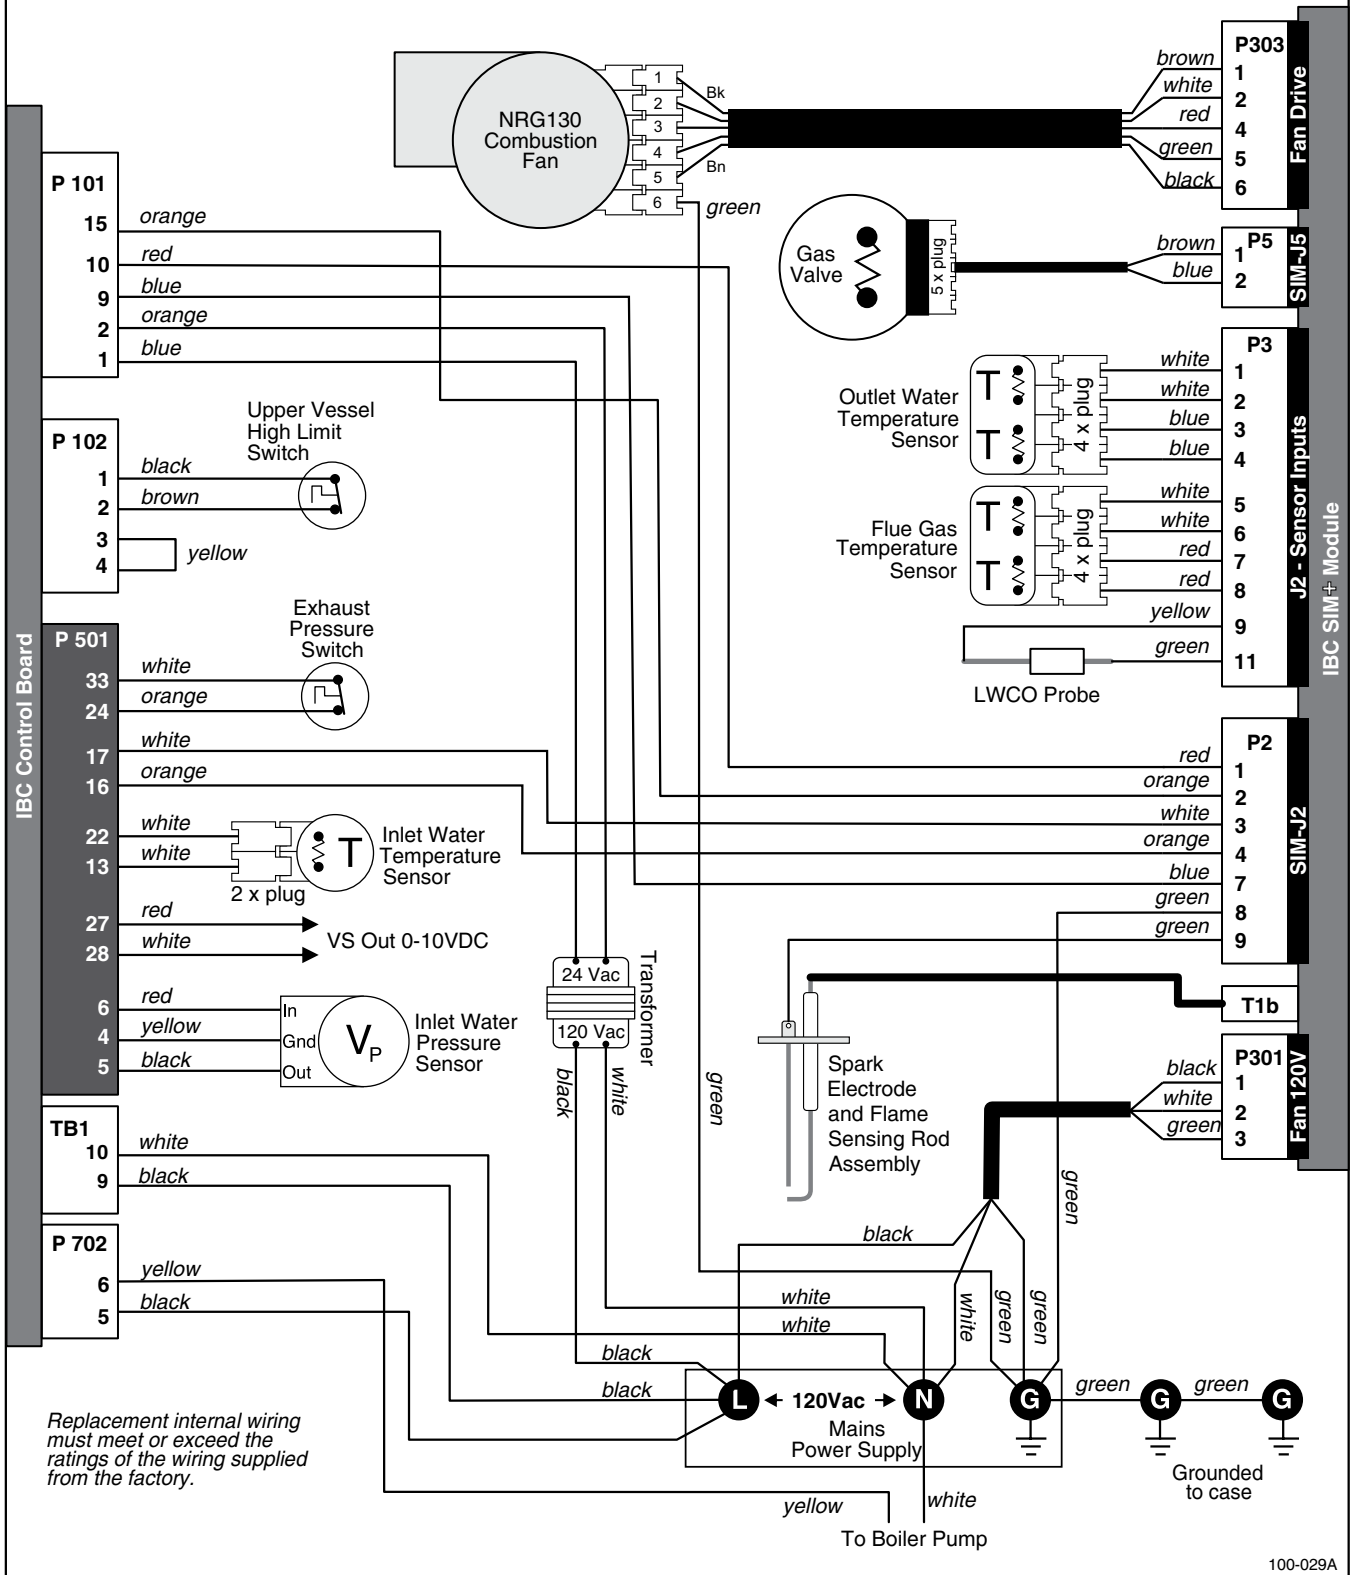 IBC Control Board
P 101
15 orange
10 red
9 blue
2 orange
1 blue
P 102
1 black
2 brown
3
4
yellow
Upper Vessel
High Limit
Switch
P 501
33 white
24 orange
17 white
16 orange
22 white
13 white
27 red
28 white
6 red
4 yellow
5 black
Exhaust
Pressure
Switch
T
2 x plug
Inlet Water
Temperature
Sensor
VS Out 0-10VDC
In
Gnd
Out
VP
Inlet Water
Pressure
Sensor
TB1
10 white
9 black
P 702
6 yellow
5 black
NRG130
Combustion
Fan
1
2
3
4
5
6
Bk
Bn
green
Gas
Valve
5 x plug
Outlet Water
Temperature
Sensor
T
T
4 x plug
Flue Gas
Temperature
Sensor
T
T
4 x plug
LWCO Probe
24 Vac
120 Vac
Transformer
black
white
green
Spark
Electrode
and Flame
Sensing Rod
Assembly
IBC SIM+ Module
P303
Fan Drive
brown 1
white 2
red 4
green 5
black 6
P5
SIM-J5
brown 1
blue 2
P3
J2 - Sensor Inputs
white 1
white 2
blue 3
blue 4
white 5
white 6
red 7
red 8
yellow 9
green 11
P2
SIM-J2
red 1
orange 2
white 3
orange 4
blue 7
green 8
green 9
T1b
P301
Fan 120V
black 1
white 2
green 3
green
black
white
green
green
white
white
black
black
L 120Vac N G
Mains
Power Supply
green G green G
Grounded
to case
yellow
white
To Boiler Pump
Replacement internal wiring
must meet or exceed the
ratings of the wiring supplied
from the factory.
100-029A